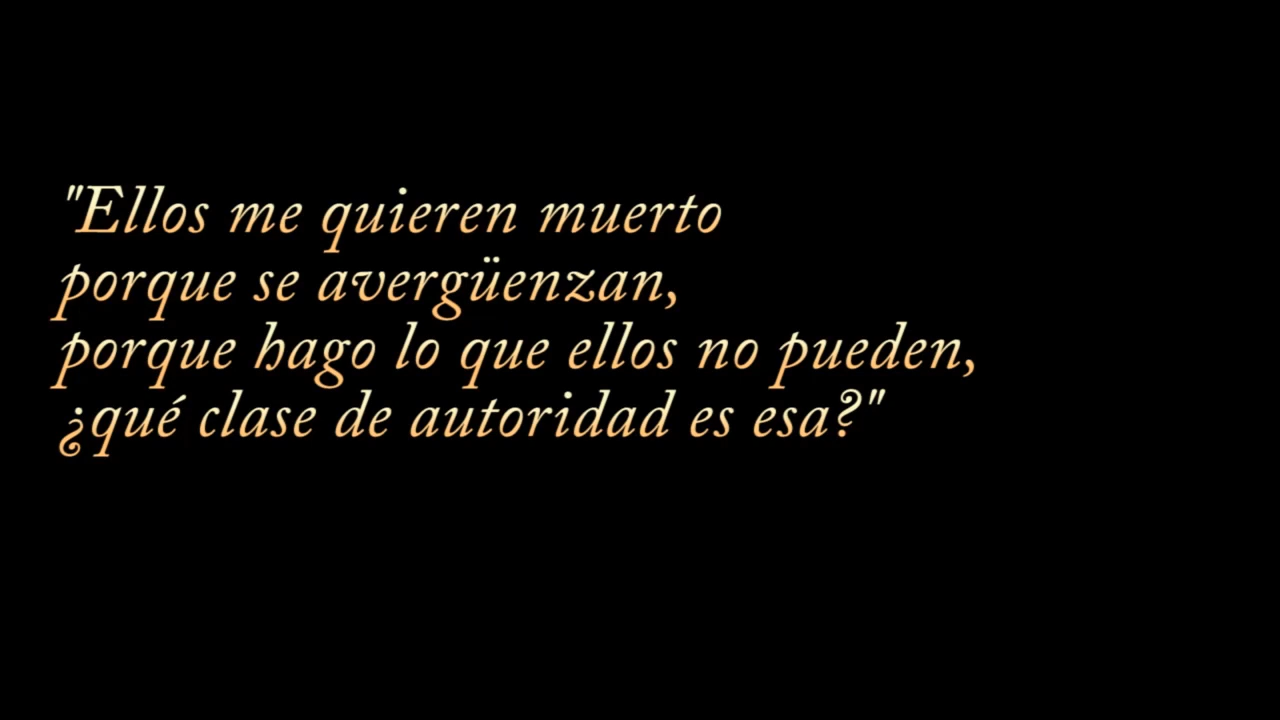 "Ellos me quieren muerto
porque se avergüenzan,
porque hago lo que ellos no pueden,
¿qué clase de autoridad es esa?"